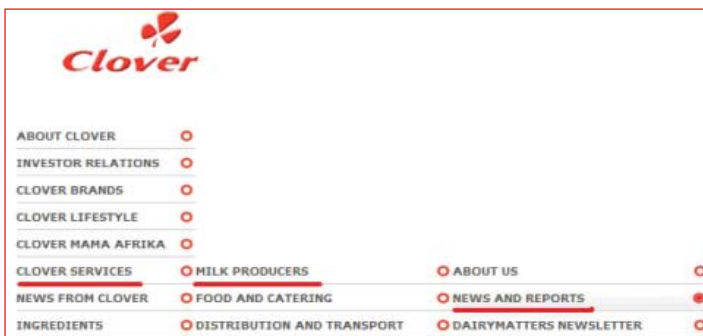 Clover
ABOUT CLOVER
INVESTOR RELATIONS
CLOVER BRANDS
CLOVER LIFESTYLE
CLOVER MAMA AFRIKA
CLOVER SERVICES MILK PRODUCERS ABOUT US
NEWS FROM CLOVER FOOD AND CATERING NEWS AND REPORTS
INGREDIENTS DISTRIBUTION AND TRANSPORT DAIRYMATTERS NEWSLETTER